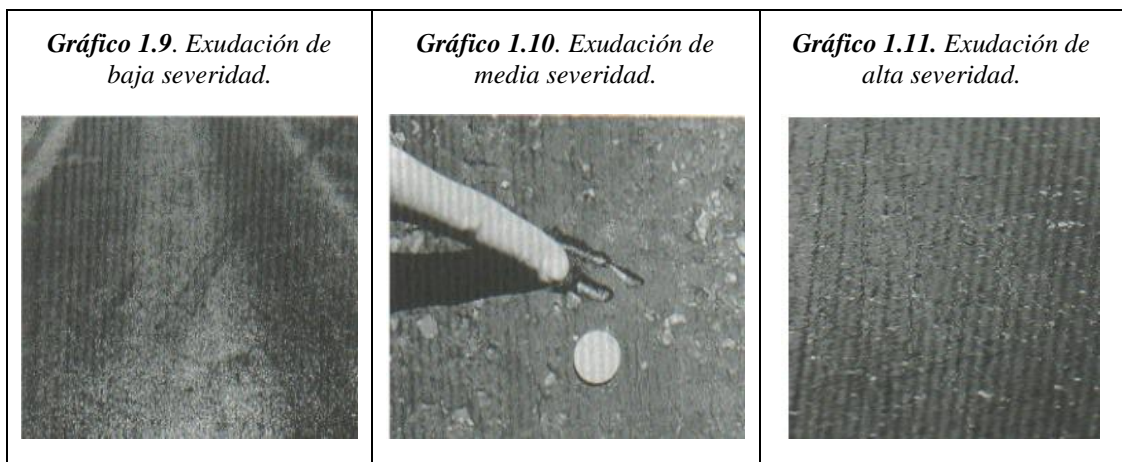 Gráfico 1.9. Exudación de
baja severidad.
Gráfico 1.10. Exudación de
media severidad.
Gráfico 1.11. Exudación de
alta severidad.